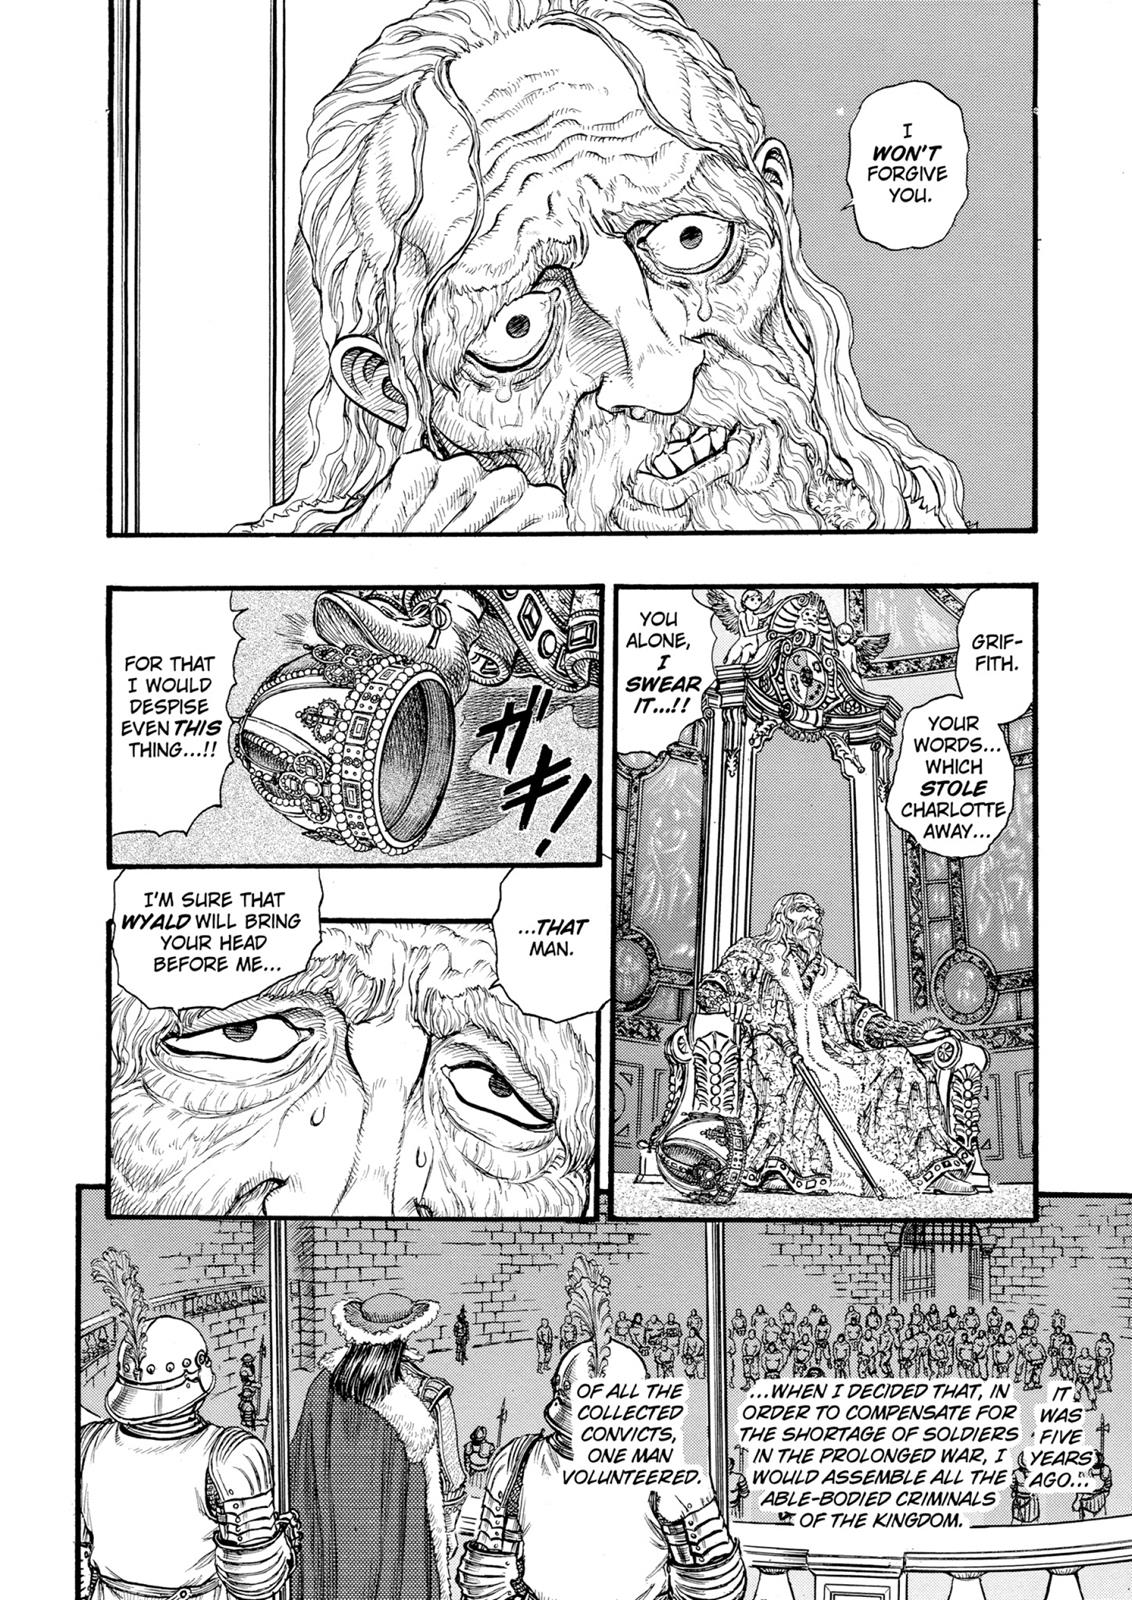 I
WON'T
FORGIVE
YOU.
GRIF-
FITH.
YOUR
WORDS...
WHICH
STOLE
CHARLOTTE
AWAY...
YOU
ALONE,
I
SWEAR
IT...!!
FOR THAT
I WOULD
DESPISE
EVEN THIS
THING...!!
ガギ!
...THAT
MAN.
I'M SURE THAT
WYALD WILL BRING
YOUR HEAD
BEFORE ME...
IT
WAS
FIVE
YEARS
AGO...
...WHEN I DECIDED THAT, IN
ORDER TO COMPENSATE FOR
THE SHORTAGE OF SOLDIERS
IN THE PROLONGED WAR, I
WOULD ASSEMBLE ALL THE
ABLE-BODIED CRIMINALS
OF THE KINGDOM.
OF ALL THE
COLLECTED
CONVICTS,
ONE MAN
VOLUNTEERED.